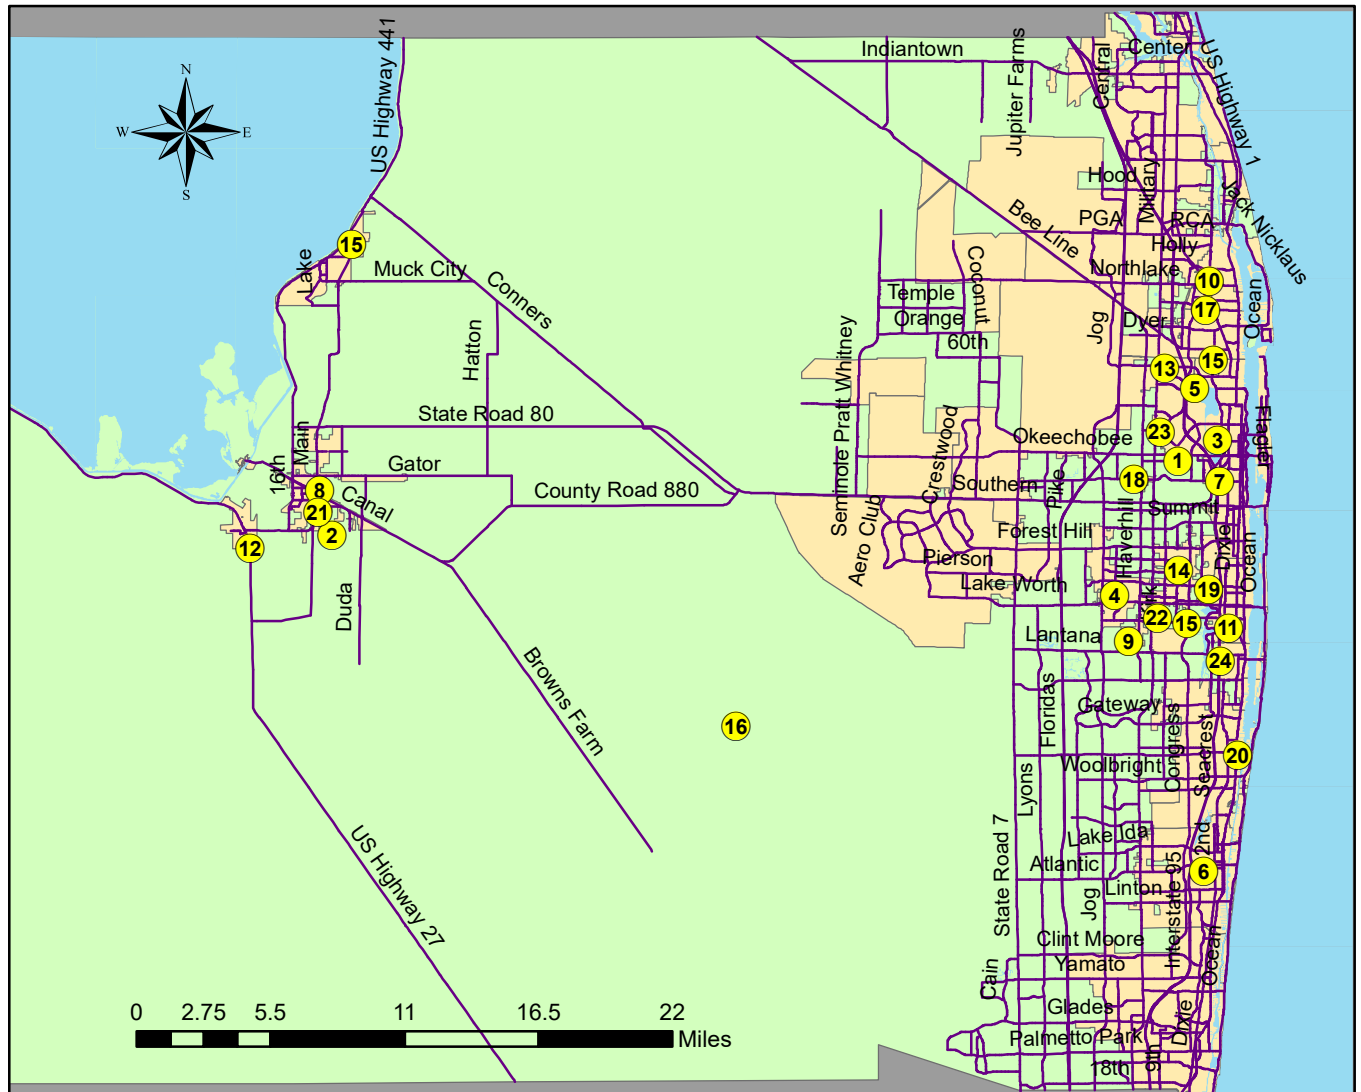 US Highway 441
Indiantown
Jupiter Farms
Central
Center
US Highway 1
N
W
E
S
Hood
Military
Jack Nicklaus
PGA
RCA
Bee Line
Holly
15
Lake
Muck City
Conners
Coconut
Northlake
10
Temple
Orange
17
Ocean
Dyer
Jog
60th
Hatton
Seminole Pratt Whitney
15
13
5
State Road 80
Crestwood
Okeechobee
23
3
Flagler
Main
16th
Gator
1
8
Canal
County Road 880
Southern
Pike
18
7
21
Summit
2
12
Aero Club
Forest Hill
Haverhill
Dixie
Ocean
Pierson
14
Lake Worth
19
4
Kirk
Duda
22
15
11
Lantana
9
24
Browns Farm
Floridas
Gateway
Congress
Seacrest
16
20
Woolbright
Lyons
Lake Ida
2nd
State Road 7
Atlantic
6
US Highway 27
Linton
Jog
Interstate 95
Clint Moore
Ocean
Yamato
Cain
0
2.75
5.5
11
16.5
22
Miles
Glades
Dixie
Palmetto Park
9th
18th